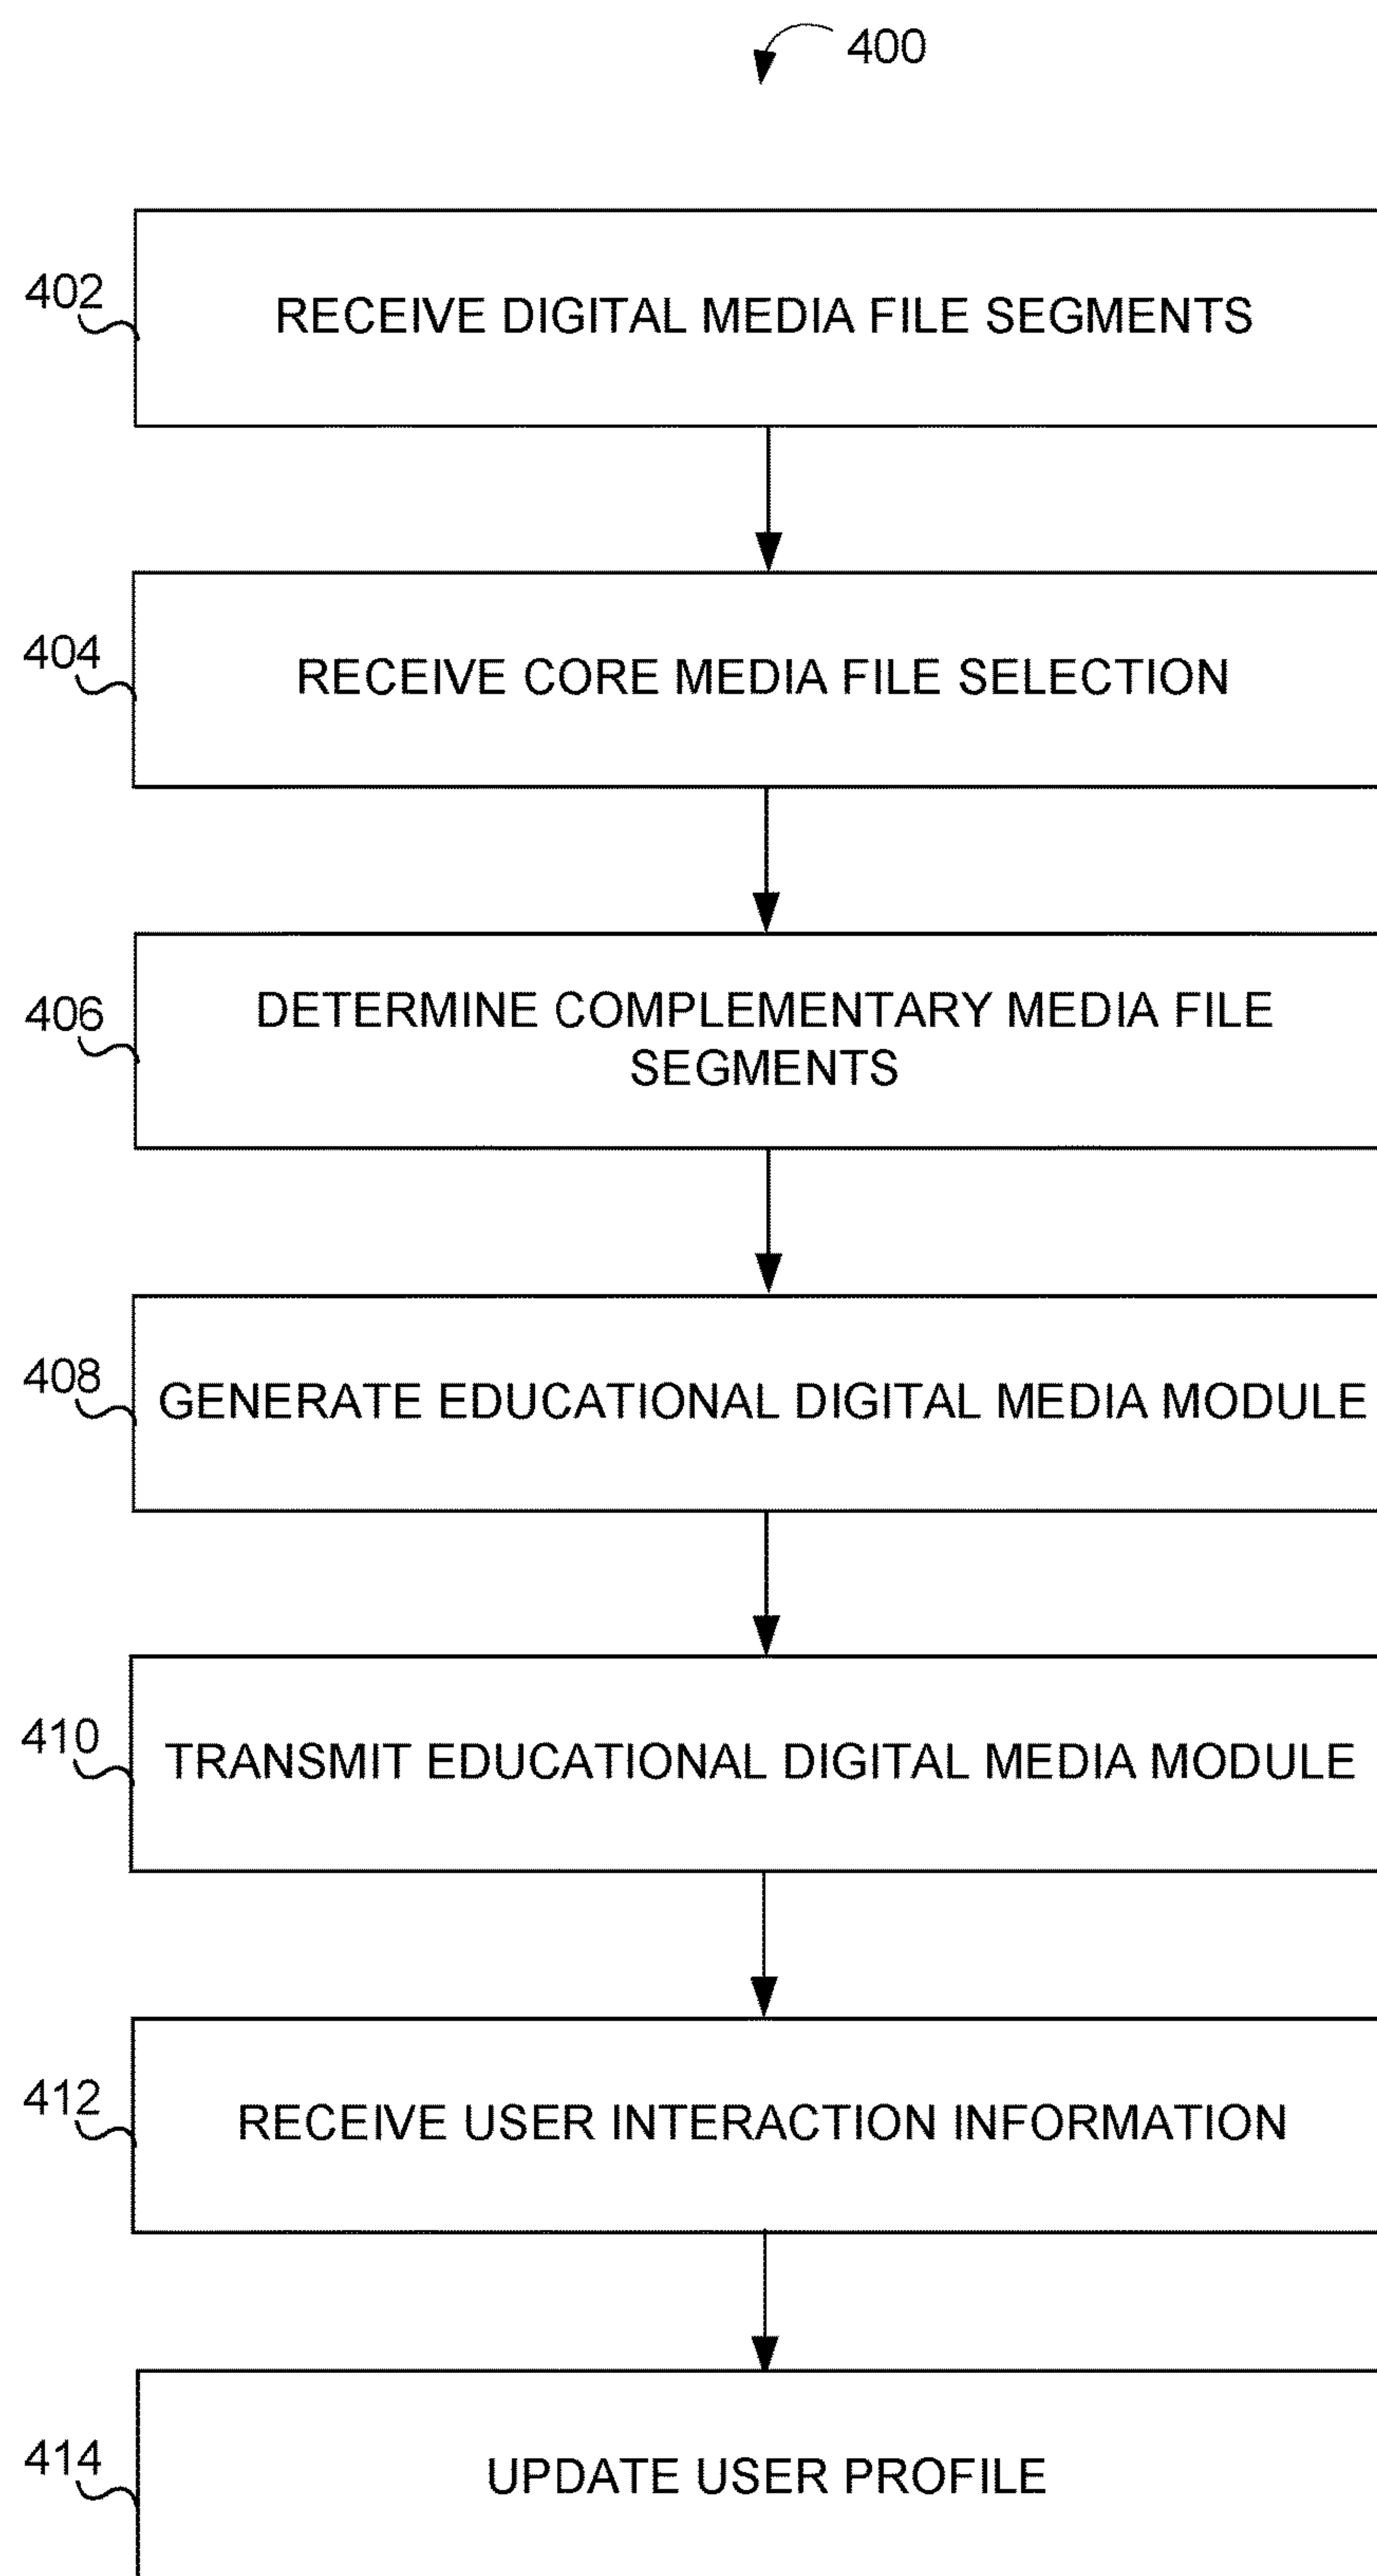 400
402
RECEIVE DIGITAL MEDIA FILE SEGMENTS
404
RECEIVE CORE MEDIA FILE SELECTION
406
DETERMINE COMPLEMENTARY MEDIA FILE
SEGMENTS
408
GENERATE EDUCATIONAL DIGITAL MEDIA MODULE
410
TRANSMIT EDUCATIONAL DIGITAL MEDIA MODULE
412
RECEIVE USER INTERACTION INFORMATION
414
UPDATE USER PROFILE